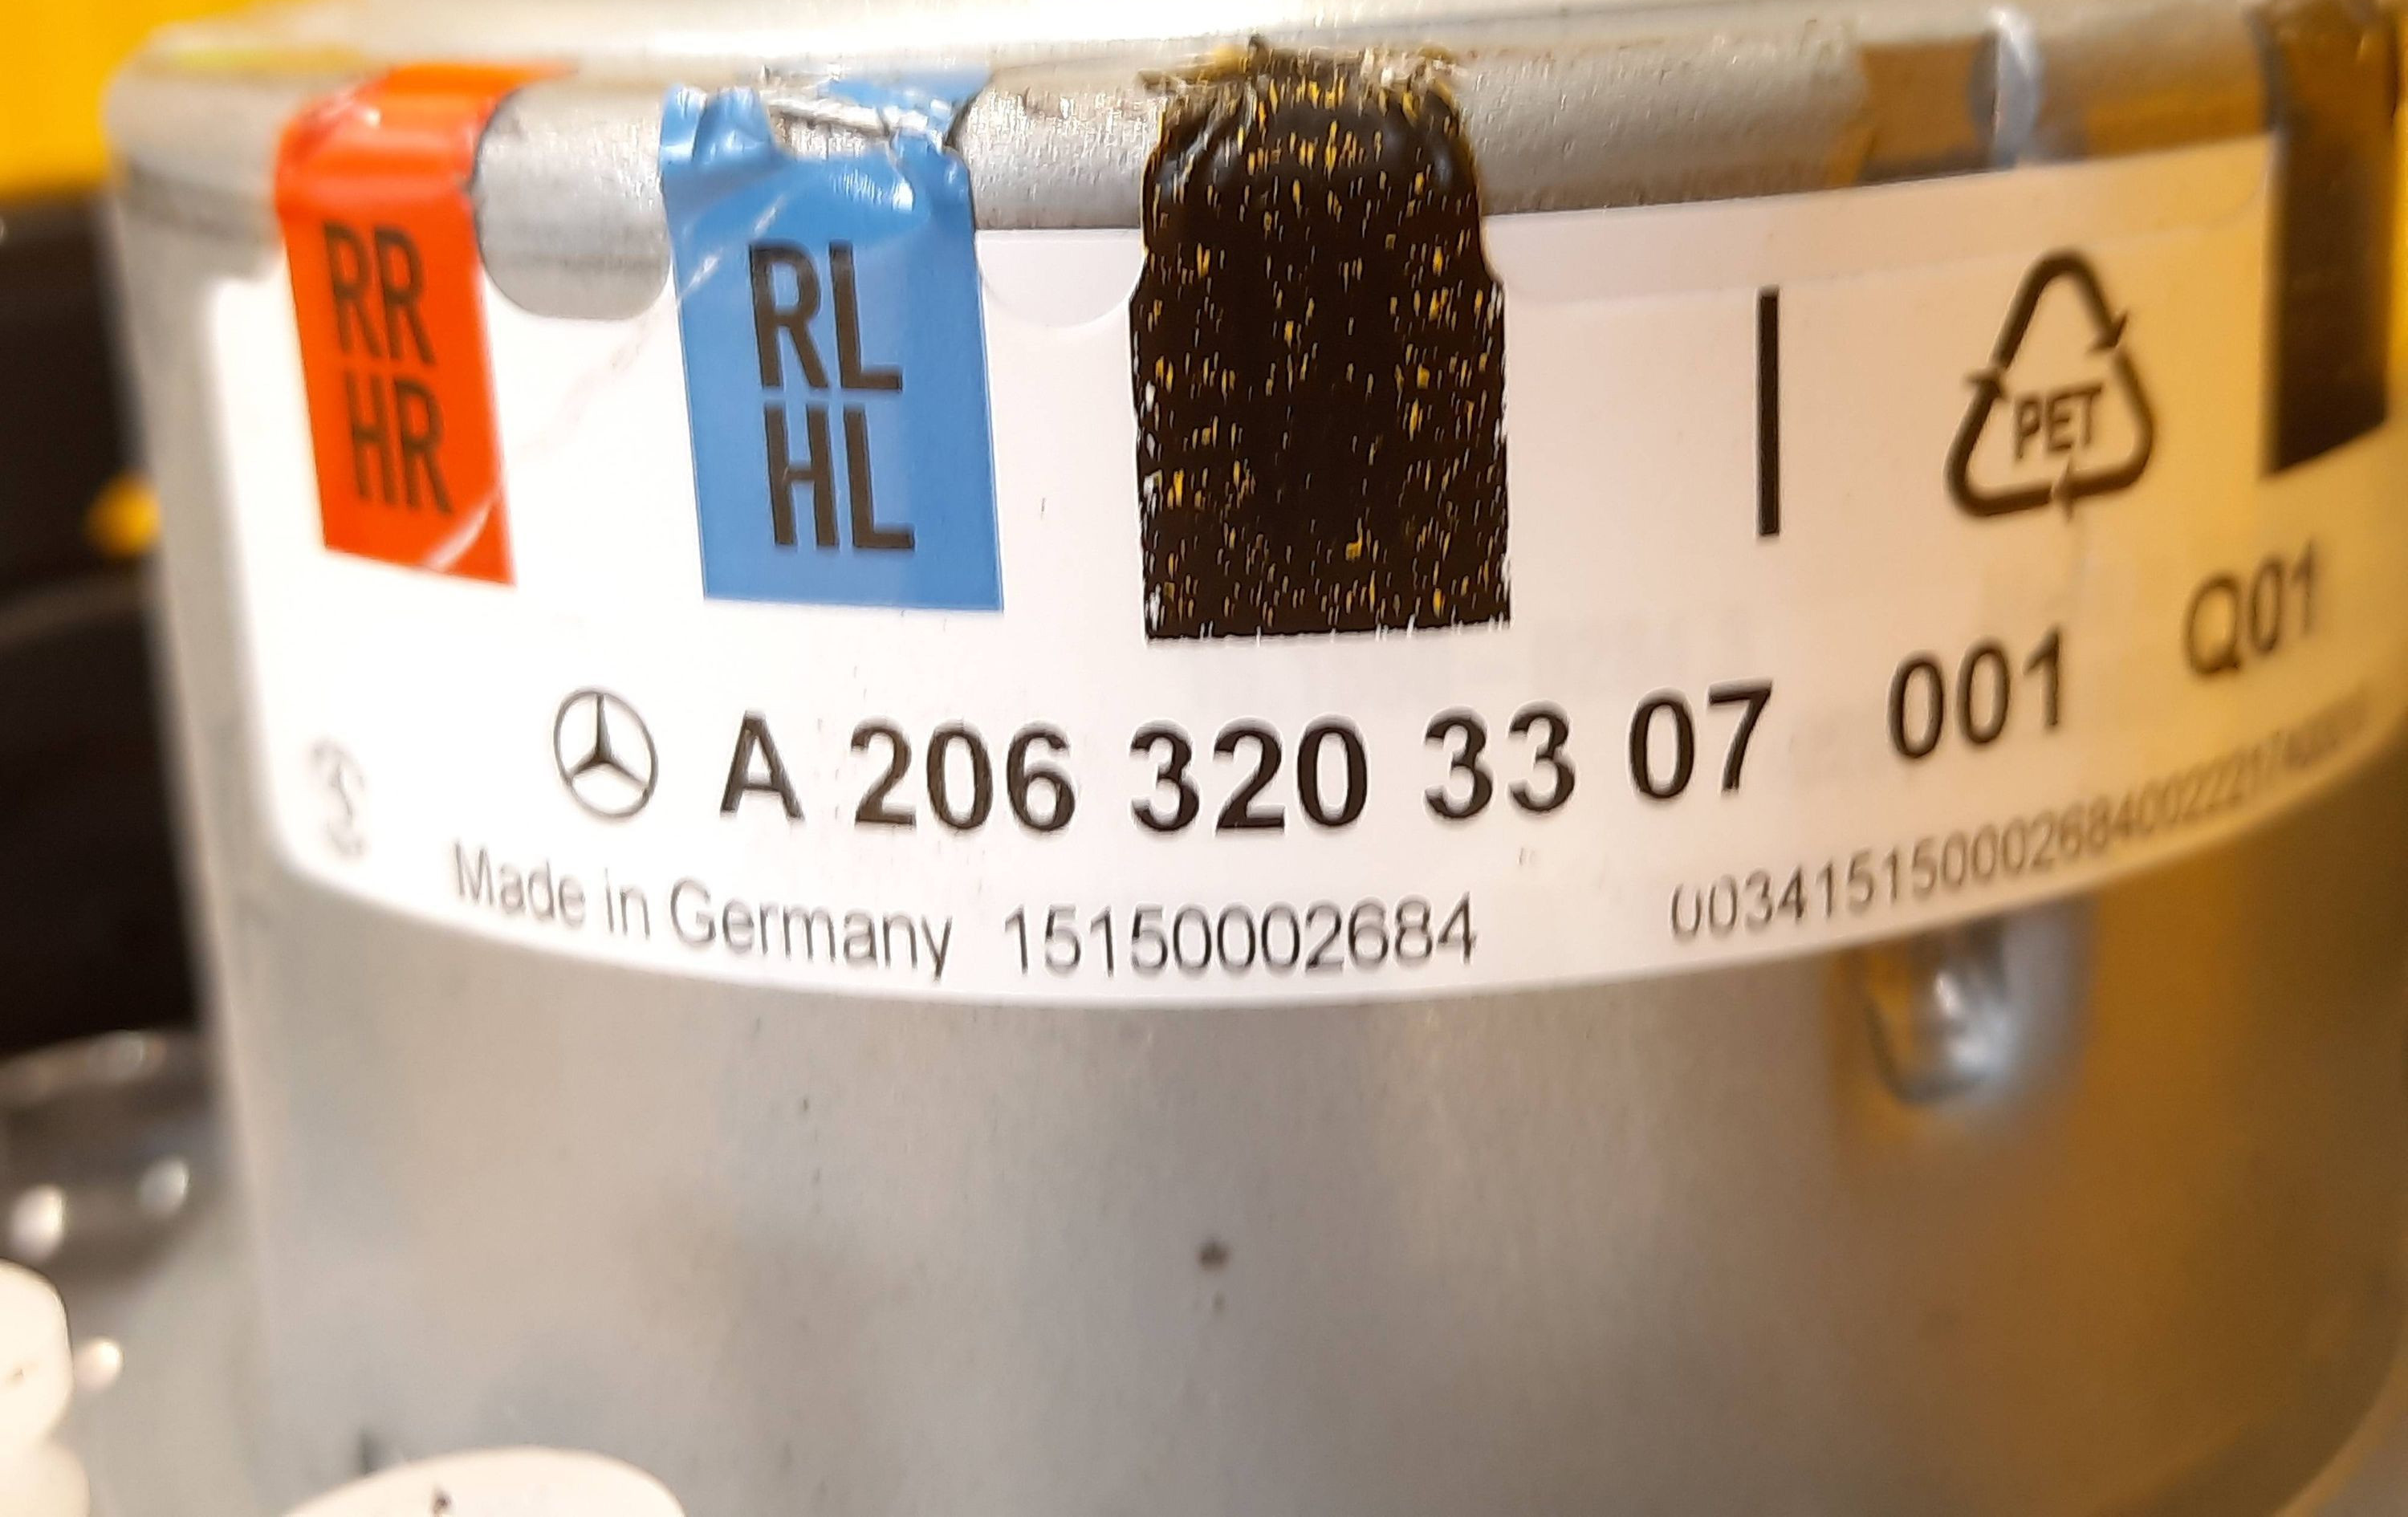 RR
HR
RL
HL
PET
A 206 320 33 07 001 Q01
Made in Germany 15150002684